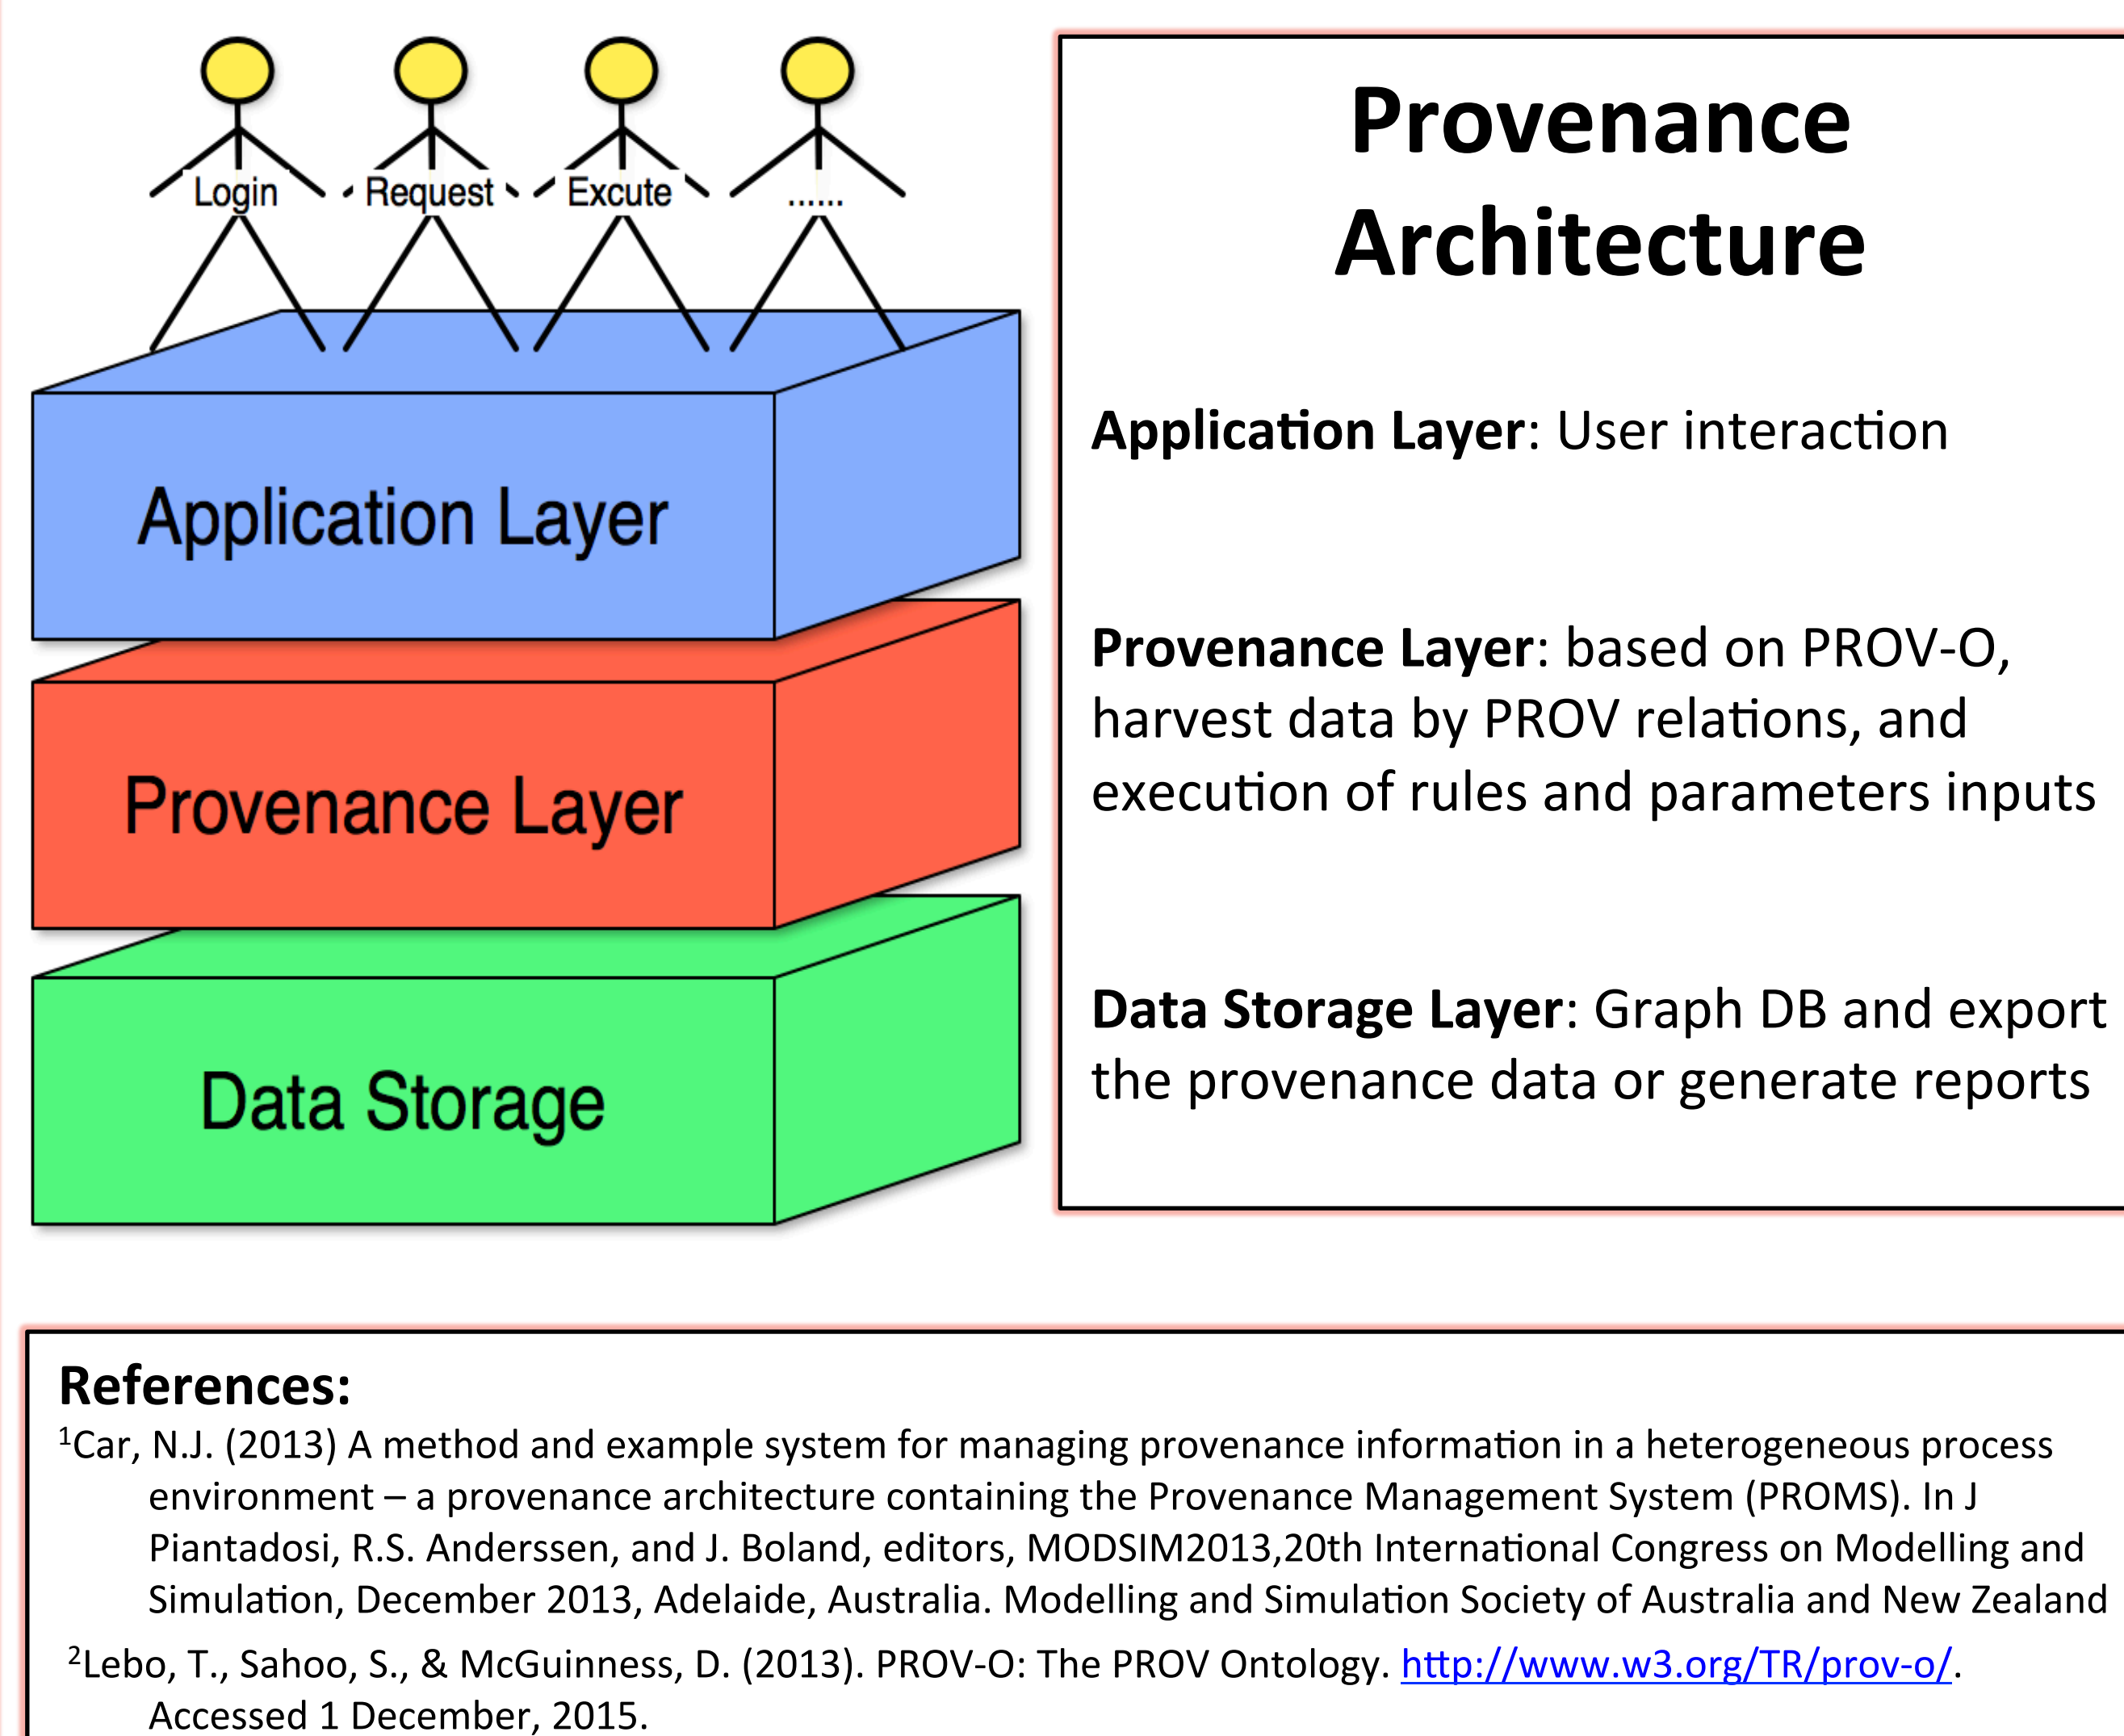 Login
Request
Excute
......
Application Layer
Provenance Layer
Data Storage
Provenance
Architecture
Application Layer: User interaction
Provenance Layer: based on PROV-O,
harvest data by PROV relations, and
execution of rules and parameters inputs
Data Storage Layer: Graph DB and export
the provenance data or generate reports
References:
¹Car, N.J. (2013) A method and example system for managing provenance information in a heterogeneous process
environment – a provenance architecture containing the Provenance Management System (PROMS). In J
Piantadosi, R.S. Anderssen, and J. Boland, editors, MODSIM2013,20th International Congress on Modelling and
Simulation, December 2013, Adelaide, Australia. Modelling and Simulation Society of Australia and New Zealand
²Lebo, T., Sahoo, S., & McGuinness, D. (2013). PROV-O: The PROV Ontology. http://www.w3.org/TR/prov-o/.
Accessed 1 December, 2015.